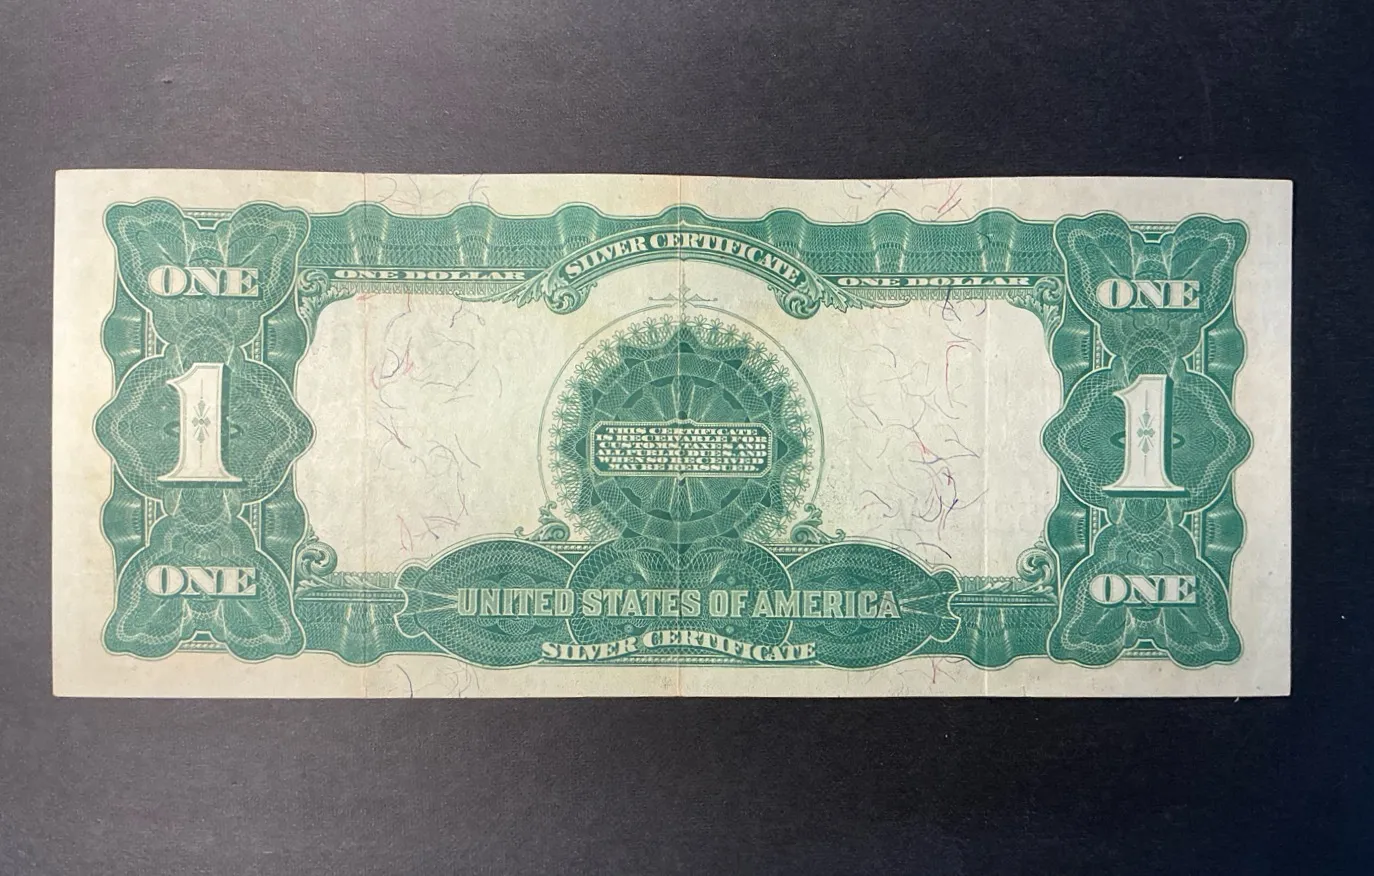 SILVER CERTIFICATE
ONE DOLLAR
ONE DOLLAR
ONE
ONE
1
1
THIS CERTIFICATE
IS RECEIVABLE FOR
CUSTOMS, TAXES AND
ALL PUBLIC DUES AND
WHEN SO RECEIVED
MAY BE REISSUED.
ONE
ONE
UNITED STATES OF AMERICA
SILVER CERTIFICATE